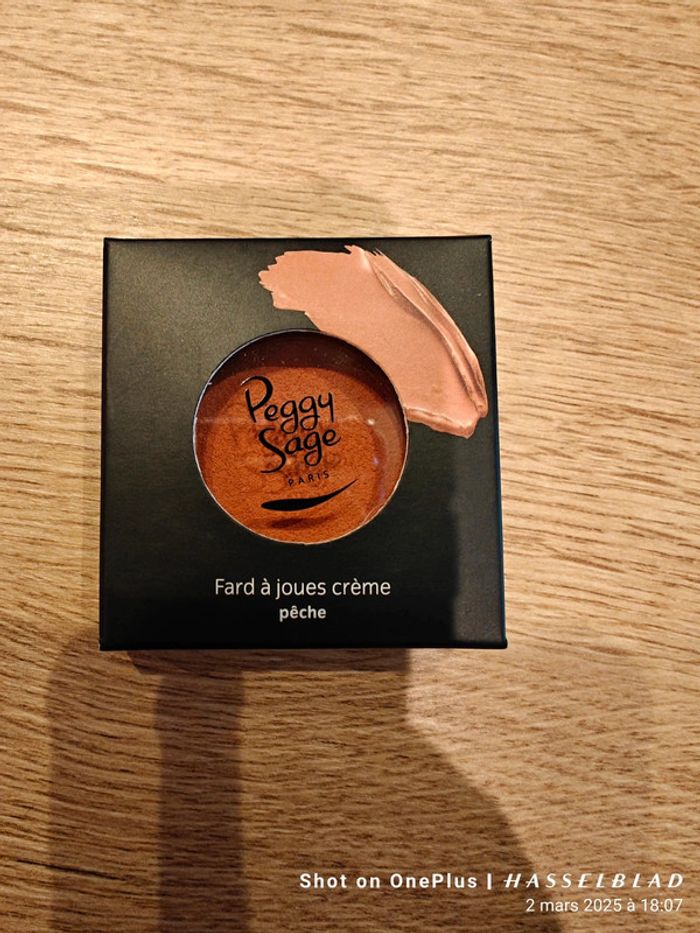 Peggy
Sage
PARIS
Fard à joues crème
pêche
Shot on OnePlus | HASSELBLAD
2 mars 2025 à 18:07